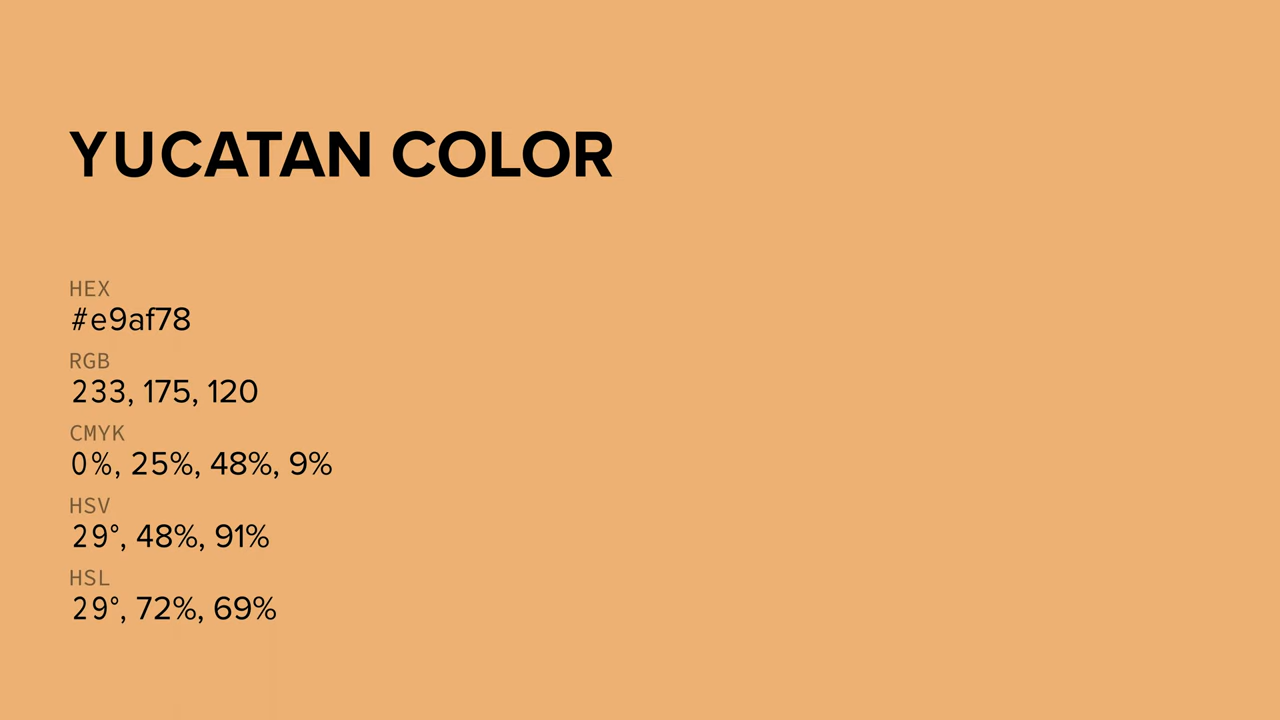 YUCATAN COLOR
HEX
#e9af78
RGB
233, 175, 120
CMYK
0%, 25%, 48%, 9%
HSV
29°, 48%, 91%
HSL
29°, 72%, 69%